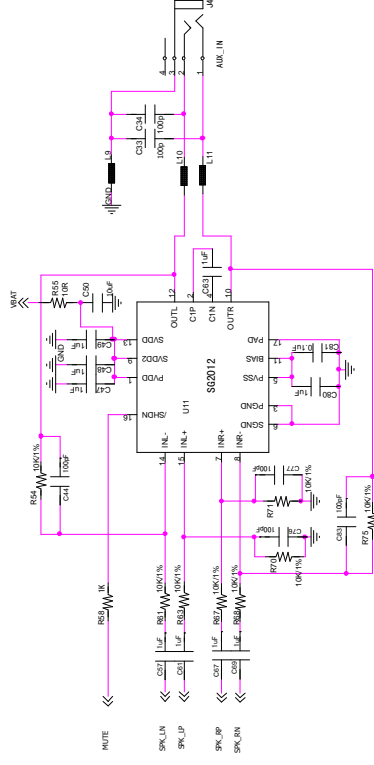 J4
AUX_IN
4
3
2
1
C34
100p
C33
100p
L9
GND
L10
L11
VBAT
R55
10R
C50
10uF
GND
C49
1uF
C48
1uF
C47
1uF
13
9
1
16
SVDD
SVD2
PVDD
/SHDN
12
2
4
10
OUTL
C1P
C1N
OUTR
C63
1uF
U11
SG2012
INL-
INL+
INR+
INR-
14
15
7
8
PAD
BIAS
PVSS
PGND
SGND
17
11
5
3
6
C81
0.1uF
C80
1uF
R54
10K/1%
C44
100pF
R58
1K
R61
10K/1%
R63
10K/1%
R67
10K/1%
R68
10K/1%
C57
1uF
C61
1uF
C67
1uF
C69
1uF
C77
100pF
R71
10K/1%
C76
100pF
R70
10K/1%
C83
100pF
R75
10K/1%
MUTE
SPK_LN
SPK_LP
SPK_RP
SPK_RN